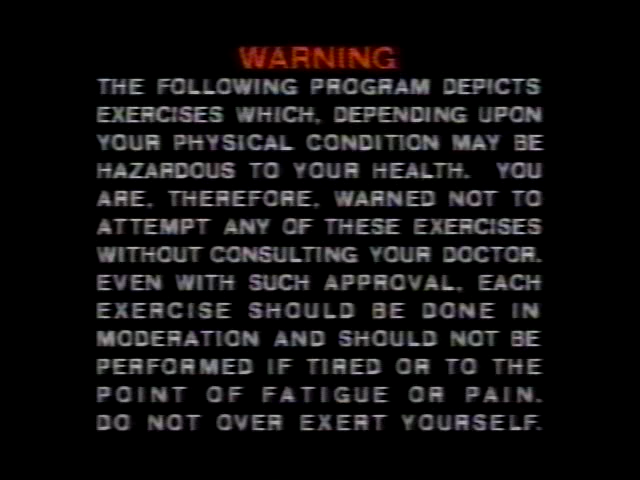 WARNING
THE FOLLOWING PROGRAM DEPICTS
EXERCISES WHICH, DEPENDING UPON
YOUR PHYSICAL CONDITION MAY BE
HAZARDOUS TO YOUR HEALTH. YOU
ARE, THEREFORE, WARNED NOT TO
ATTEMPT ANY OF THESE EXERCISES
WITHOUT CONSULTING YOUR DOCTOR.
EVEN WITH SUCH APPROVAL, EACH
EXERCISE SHOULD BE DONE IN
MODERATION AND SHOULD NOT BE
PERFORMED IF TIRED OR TO THE
POINT OF FATIGUE OR PAIN.
DO NOT OVER EXERT YOURSELF.